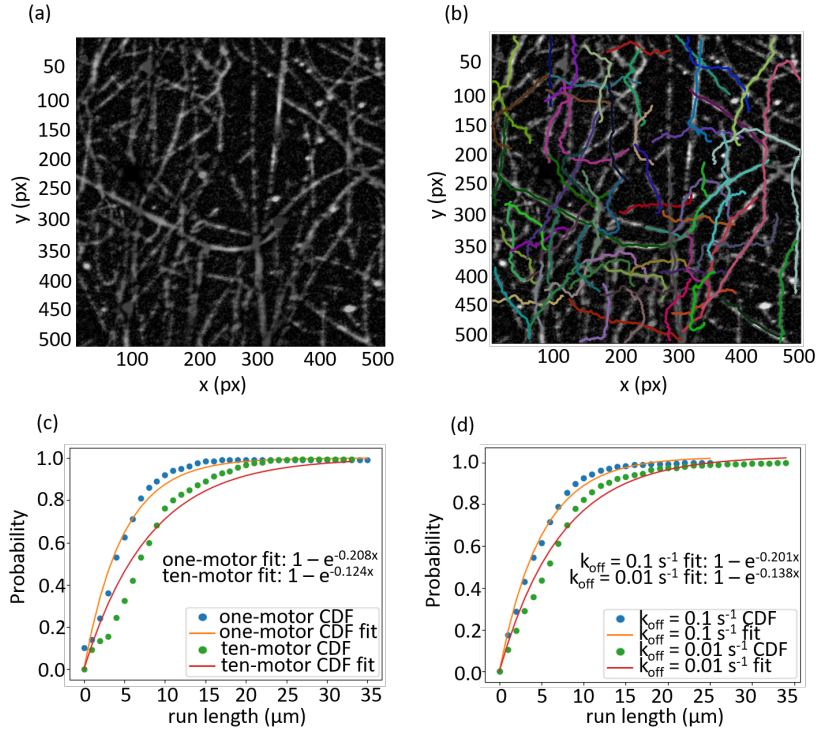 (a)
50
100
150
200
250
300
350
400
450
500
y (px)
100 200 300 400 500
x (px)
(b)
50
100
150
200
250
300
350
400
450
500
y (px)
100 200 300 400 500
x (px)
(c)
1.0
0.8
0.6
0.4
0.2
0.0
Probability
one-motor fit: 1 – e^-0.208x
ten-motor fit: 1 – e^-0.124x
one-motor CDF
one-motor CDF fit
ten-motor CDF
ten-motor CDF fit
0 5 10 15 20 25 30 35
run length (μm)
(d)
1.0
0.8
0.6
0.4
0.2
0.0
Probability
k_off = 0.1 s^-1 fit: 1 – e^-0.201x
k_off = 0.01 s^-1 fit: 1 – e^-0.138x
k_off = 0.1 s^-1 CDF
k_off = 0.1 s^-1 fit
k_off = 0.01 s^-1 CDF
k_off = 0.01 s^-1 fit
0 5 10 15 20 25 30 35
run length (μm)